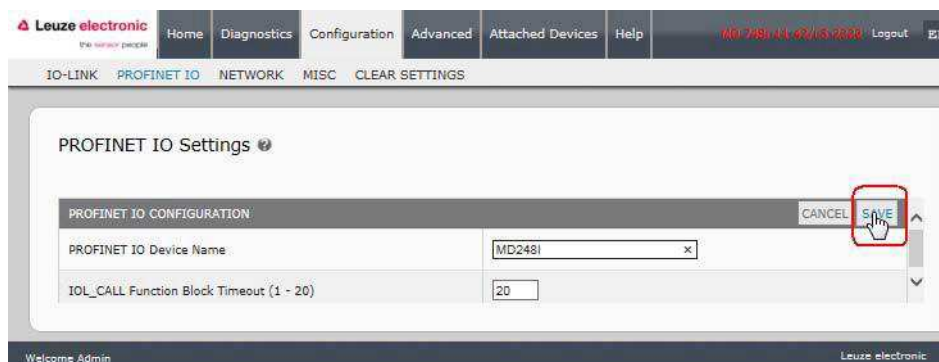 Leuze electronic
the sensor people
Home Diagnostics Configuration Advanced Attached Devices Help Logout
IO-LINK PROFINET IO NETWORK MISC CLEAR SETTINGS
PROFINET IO Settings ?
PROFINET IO CONFIGURATION CANCEL SAVE
PROFINET IO Device Name MD248I ×
IOL_CALL Function Block Timeout (1 - 20) 20
Welcome Admin Leuze electronic